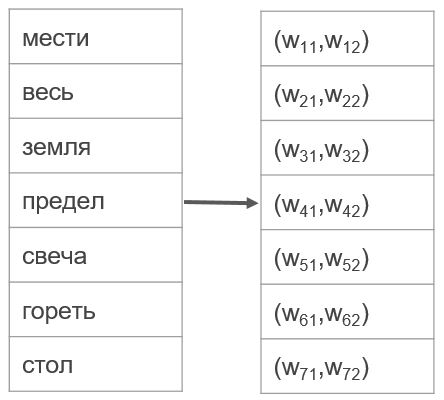 мести (w₁₁,w₁₂)
весь (w₂₁,w₂₂)
земля (w₃₁,w₃₂)
предел (w₄₁,w₄₂)
свеча (w₅₁,w₅₂)
гореть (w₆₁,w₆₂)
стол (w₇₁,w₇₂)